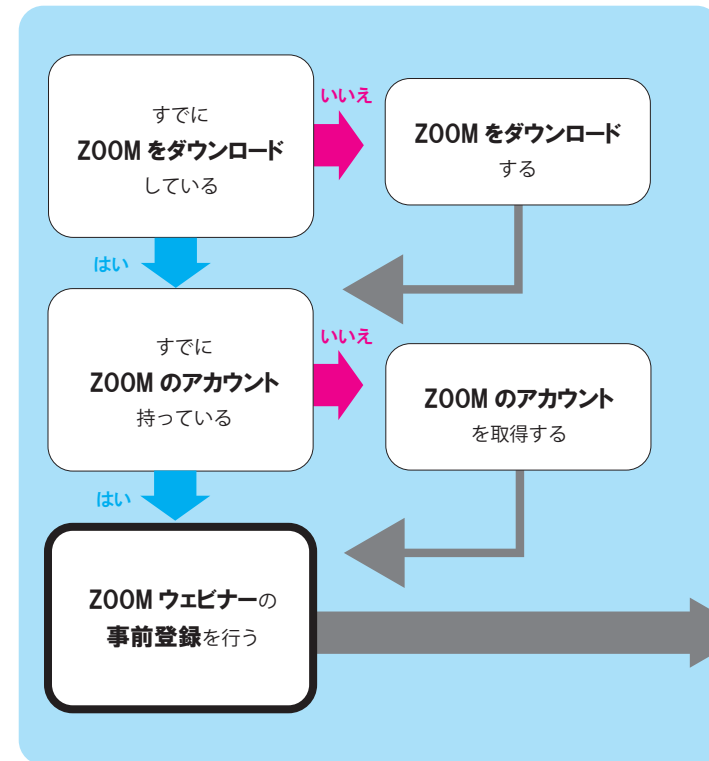 すでに
ZOOM をダウンロード
している
いいえ
ZOOM をダウンロード
する
はい
すでに
ZOOM のアカウント
持っている
いいえ
ZOOM のアカウント
を取得する
はい
ZOOM ウェビナーの
事前登録を行う